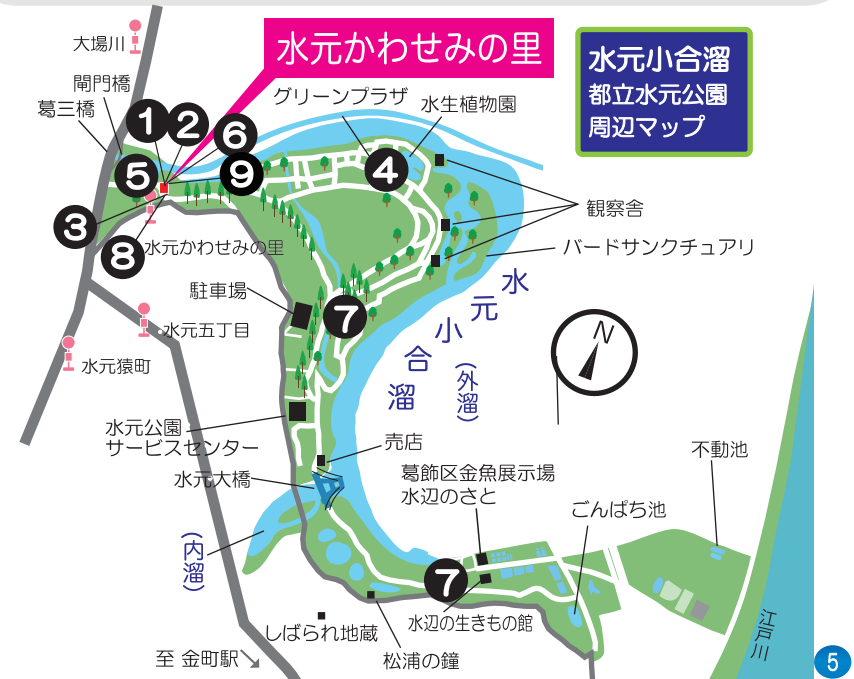 水元かわせみの里
水元小合溜
都立水元公園
周辺マップ
大場川
閘門橋
葛三橋
グリーンプラザ
水生植物園
1
2
6
5
9
4
3
8
水元かわせみの里
観察舎
バードサンクチュアリ
駐車場
7
水元五丁目
水元猿町
水元小合溜
(外溜)
N
水元公園
サービスセンター
水元大橋
売店
葛飾区金魚展示場
水辺のさと
不動池
ごんぱち池
(内溜)
7
水辺の生きもの館
しばられ地蔵
松浦の鐘
至 金町駅
江戸川
5